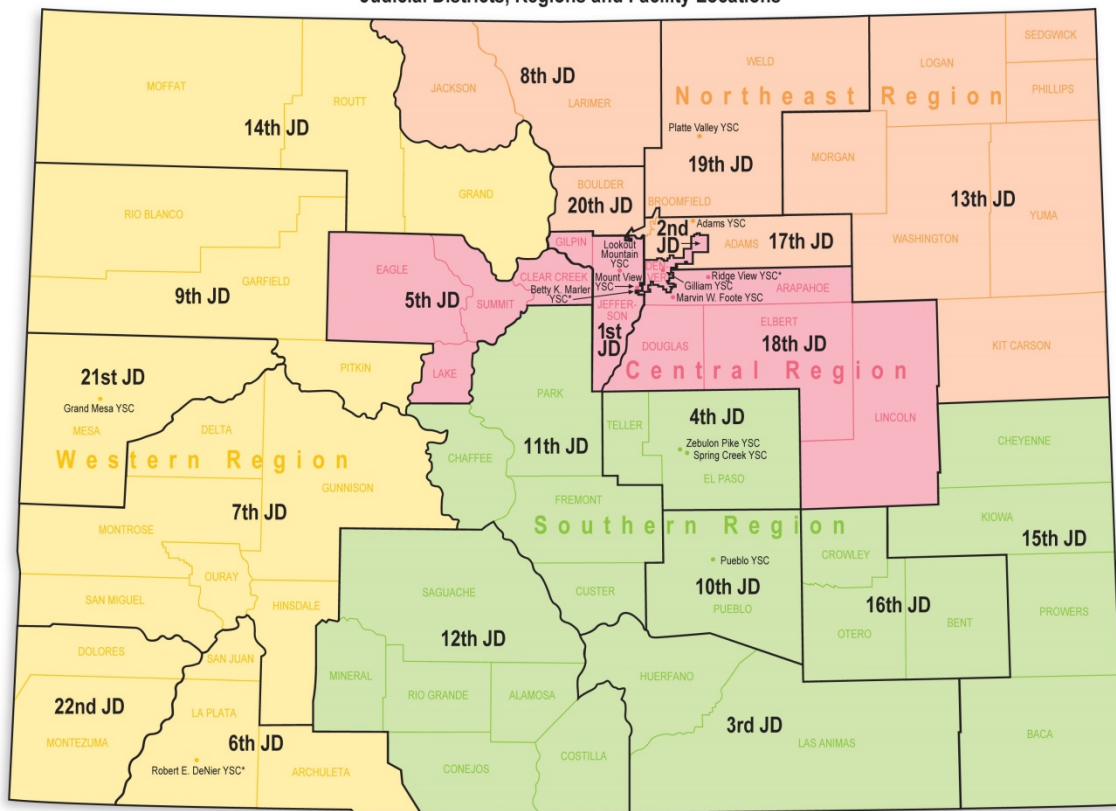 Judicial Districts, Regions and Facility Locations
MOFFAT
ROUTT
14th JD
JACKSON
8th JD
LARIMER
WELD
Northeast Region
LOGAN
SEDGWICK
PHILLIPS
Platte Valley YSC
19th JD
MORGAN
13th JD
WASHINGTON
YUMA
GRAND
RIO BLANCO
BOULDER
20th JD
BROOMFIELD
2nd
JD
Adams YSC
ADAMS
17th JD
GILPIN
Lookout
Mountain
YSC
9th JD
GARFIELD
EAGLE
5th JD
SUMMIT
CLEAR CREEK
Mount View
YSC
Betty K. Marler
YSC*
DEN-
VER
Ridge View YSC*
ARAPAHOE
Gilliam YSC
Marvin W. Foote YSC
JEFFER-
SON
1st
JD
DOUGLAS
ELBERT
18th JD
Central Region
KIT CARSON
LAKE
PITKIN
21st JD
Grand Mesa YSC
MESA
DELTA
Western Region
GUNNISON
7th JD
PARK
11th JD
CHAFFEE
TELLER
4th JD
Zebulon Pike YSC
Spring Creek YSC
EL PASO
LINCOLN
CHEYENNE
FREMONT
Southern Region
KIOWA
15th JD
MONTROSE
OURAY
SAN MIGUEL
HINSDALE
SAGUACHE
12th JD
CUSTER
Pueblo YSC
10th JD
PUEBLO
CROWLEY
16th JD
OTERO
BENT
PROWERS
DOLORES
SAN JUAN
MINERAL
RIO GRANDE
ALAMOSA
HUERFANO
22nd JD
MONTEZUMA
LA PLATA
6th JD
Robert E. DeNier YSC*
ARCHULETA
CONEJOS
COSTILLA
3rd JD
LAS ANIMAS
BACA